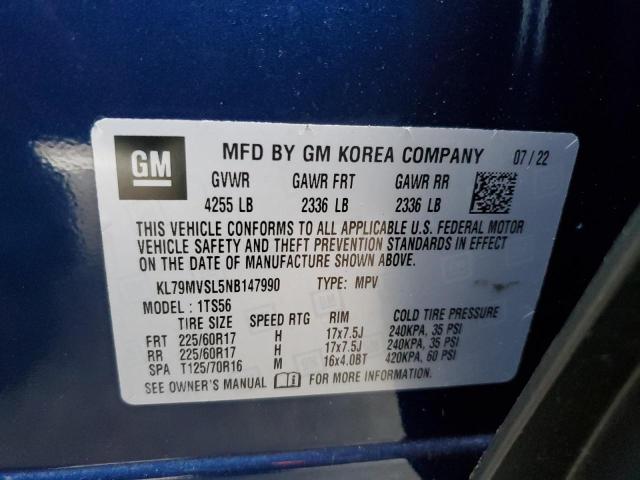 GM MFD BY GM KOREA COMPANY 07 / 22
GVWR GAWR FRT GAWR RR
4255 LB 2336 LB 2336 LB
THIS VEHICLE CONFORMS TO ALL APPLICABLE U.S. FEDERAL MOTOR
VEHICLE SAFETY AND THEFT PREVENTION STANDARDS IN EFFECT
ON THE DATE OF MANUFACTURE SHOWN ABOVE.
KL79MVSL5NB147990 TYPE: MPV
MODEL: 1TS56
TIRE SIZE SPEED RTG RIM COLD TIRE PRESSURE
FRT 225/60R17 H 17x7.5J 240KPA, 35 PSI
RR 225/60R17 H 17x7.5J 240KPA, 35 PSI
SPA T125/70R16 M 16x4.0BT 420KPA, 60 PSI
SEE OWNER'S MANUAL FOR MORE INFORMATION